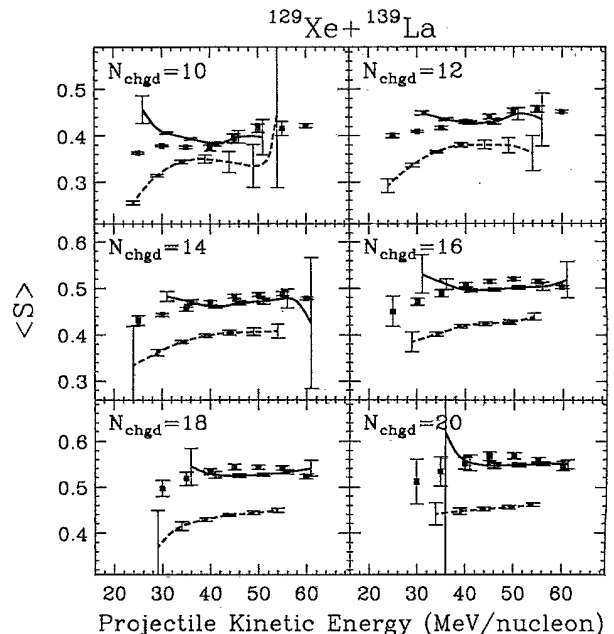 ¹²⁹Xe+¹³⁹La
N_chgd=10
N_chgd=12
0.5
0.4
0.3
N_chgd=14
N_chgd=16
0.6
0.5
0.4
0.3
N_chgd=18
N_chgd=20
0.6
0.5
0.4
<S>
20 30 40 50 60 20 30 40 50 60
Projectile Kinetic Energy (MeV/nucleon)